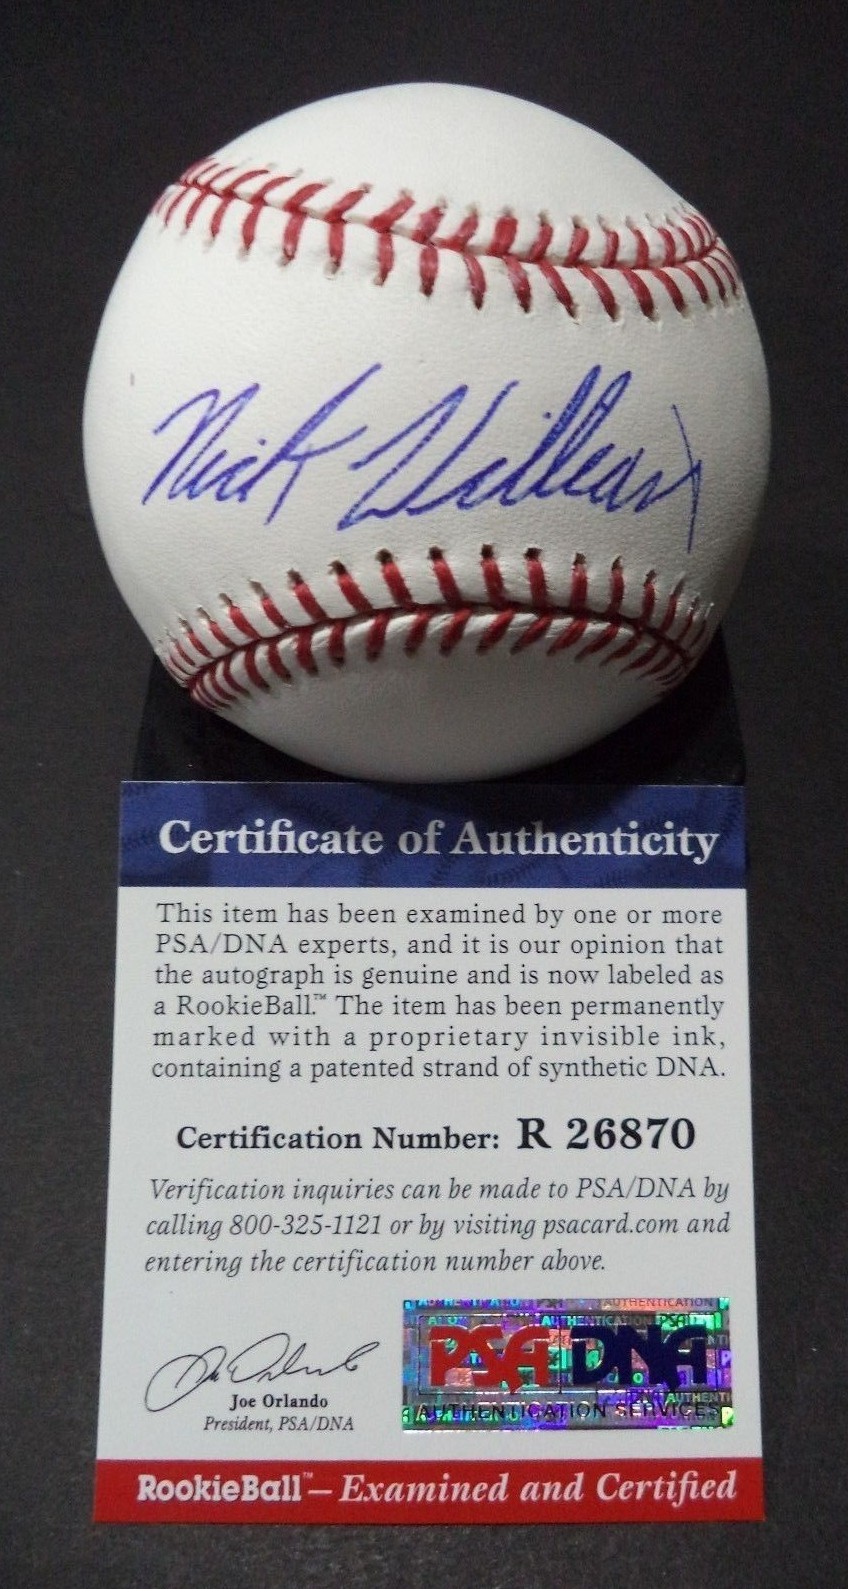 Nick
Certificate of Authenticity
This item has been examined by one or more
PSA/DNA experts, and it is our opinion that
the autograph is genuine and is now labeled as
a RookieBall.™ The item has been permanently
marked with a proprietary invisible ink,
containing a patented strand of synthetic DNA.
Certification Number: R 26870
Verification inquiries can be made to PSA/DNA by
calling 800-325-1121 or by visiting psacard.com and
entering the certification number above.
Joe Orlando
President, PSA/DNA
PSA DNA
AUTHENTICATION SERVICES
RookieBall™ – Examined and Certified